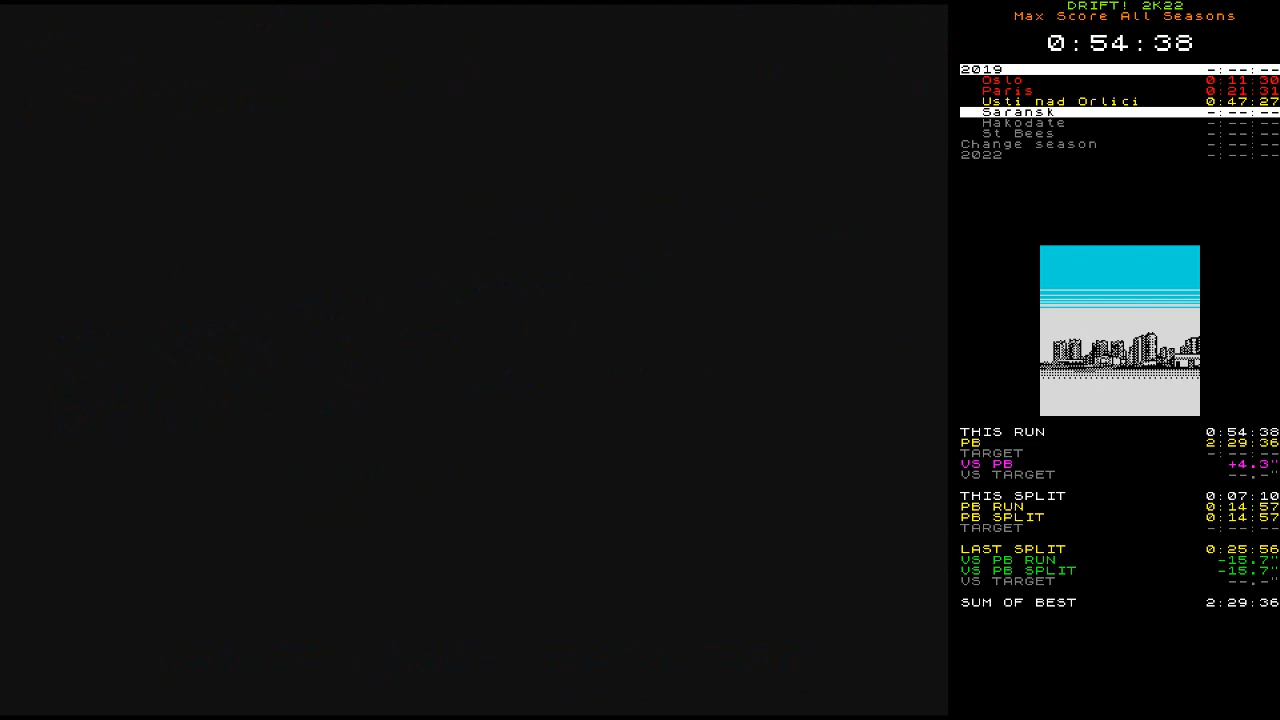 DRIFT! 2K22
Max Score All Seasons
0:54:38
2019 -:--:--
Oslo 0:11:30
Paris 0:21:31
Usti nad Orlici 0:47:27
Saransk -:--:--
Hakodate -:--:--
St Bees -:--:--
Change season -:--:--
2022 -:--:--
THIS RUN 0:54:38
PB 2:29:36
TARGET -:--:--
VS PB +4.3"
VS TARGET --.-"
THIS SPLIT 0:07:10
PB RUN 0:14:57
PB SPLIT 0:14:57
TARGET -:--:--
LAST SPLIT 0:25:56
VS PB RUN -15.7"
VS PB SPLIT -15.7"
VS TARGET --.-"
SUM OF BEST 2:29:36